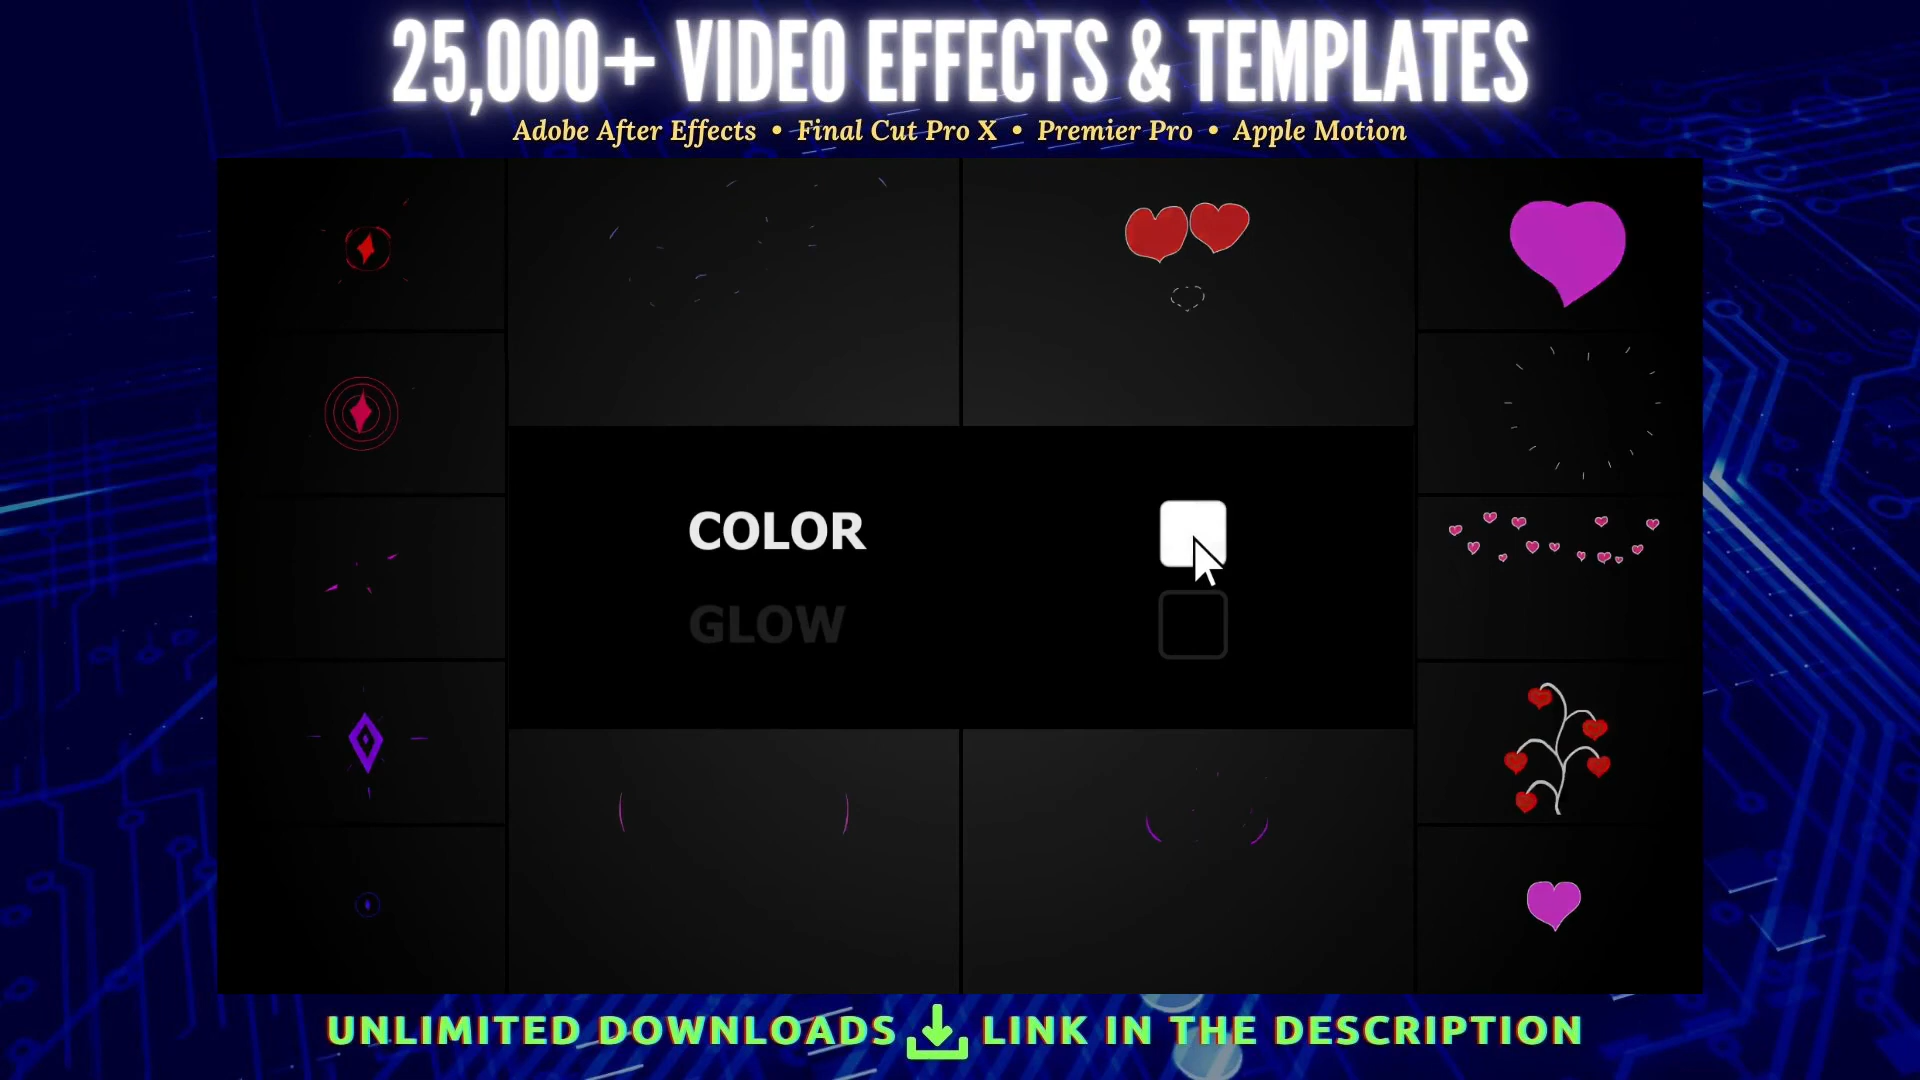 25,000+ VIDEO EFFECTS & TEMPLATES
Adobe After Effects • Final Cut Pro X • Premier Pro • Apple Motion
COLOR
GLOW
UNLIMITED DOWNLOADS LINK IN THE DESCRIPTION